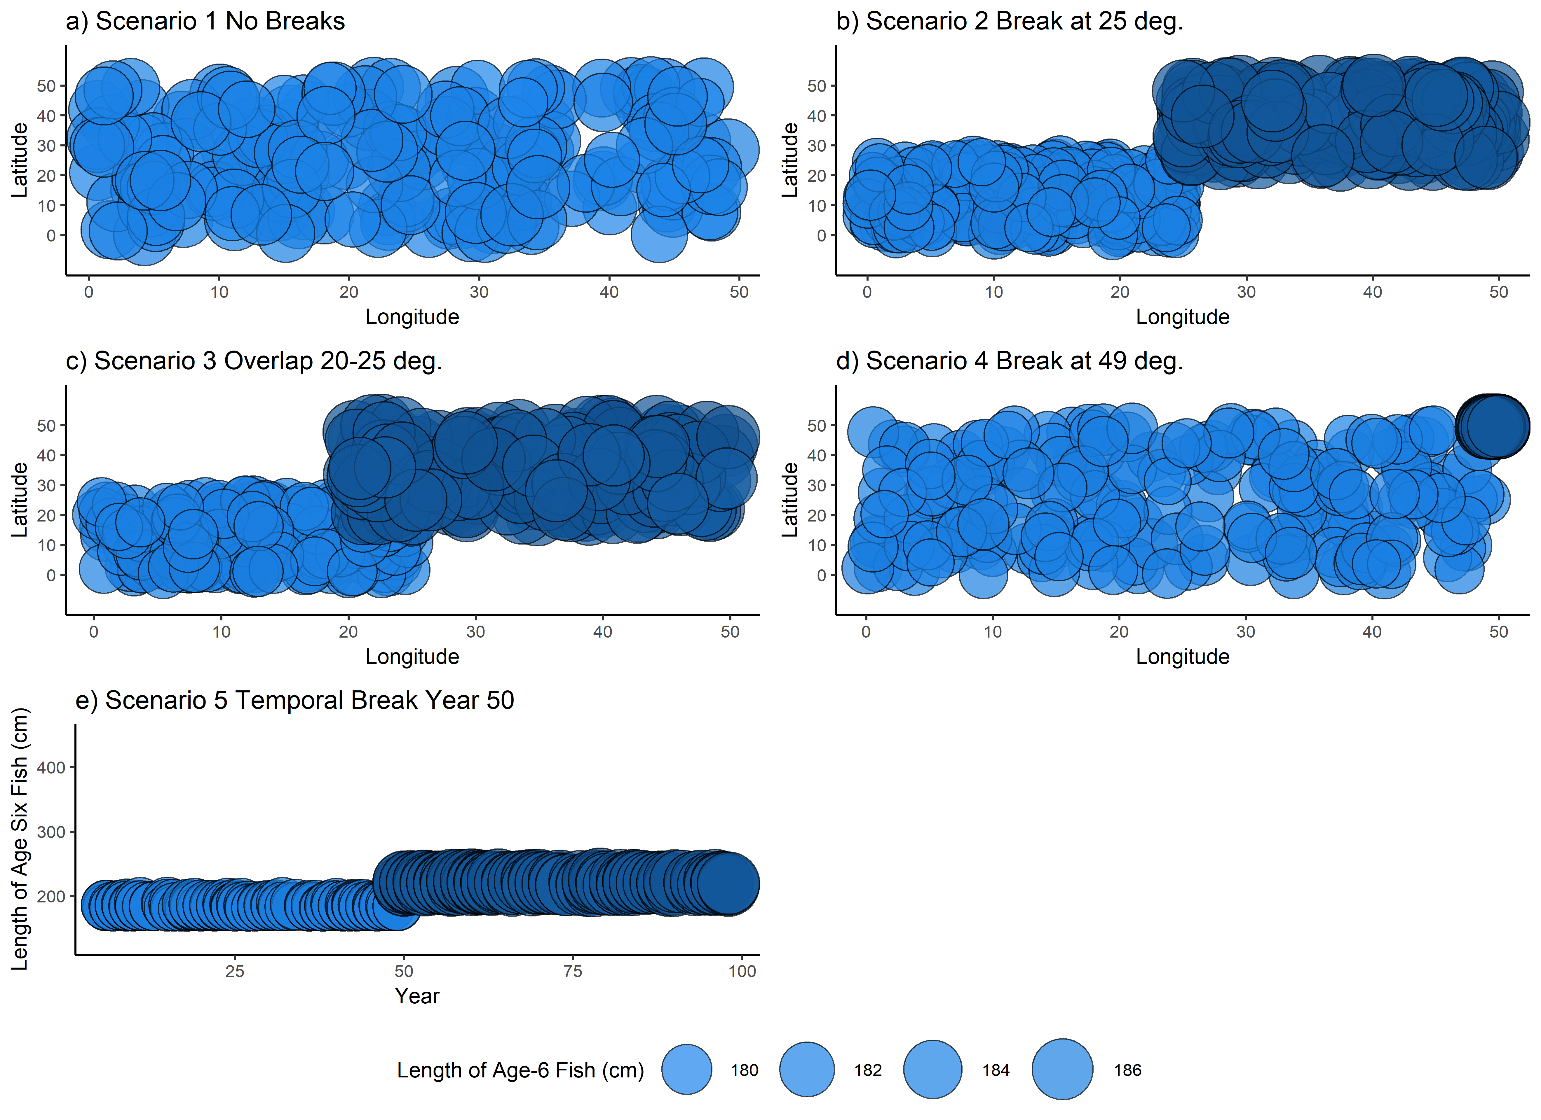 a) Scenario 1 No Breaks
Latitude
50
40
30
20
10
0
0 10 20 30 40 50
Longitude
b) Scenario 2 Break at 25 deg.
Latitude
50
40
30
20
10
0
0 10 20 30 40 50
Longitude
c) Scenario 3 Overlap 20-25 deg.
Latitude
50
40
30
20
10
0
0 10 20 30 40 50
Longitude
d) Scenario 4 Break at 49 deg.
Latitude
50
40
30
20
10
0
0 10 20 30 40 50
Longitude
e) Scenario 5 Temporal Break Year 50
Length of Age Six Fish (cm)
400
300
200
25 50 75 100
Year
Length of Age-6 Fish (cm) 180 182 184 186